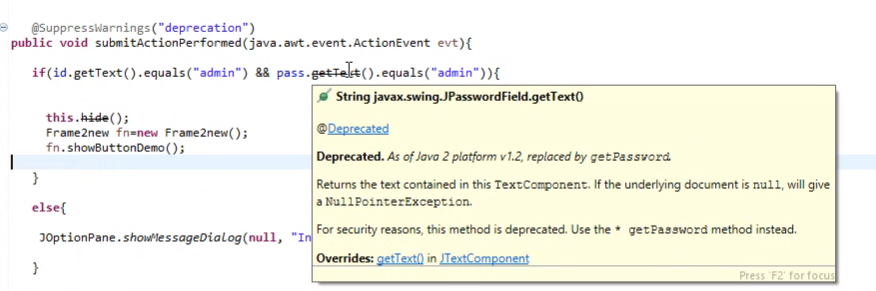 @SuppressWarnings("deprecation")
public void submitActionPerformed(java.awt.event.ActionEvent evt){
if(id.getText().equals("admin") && pass.getText().equals("admin")){
String javax.swing.JPasswordField.getText()
@Deprecated
Deprecated. As of Java 2 platform v1.2, replaced by getPassword.
Returns the text contained in this TextComponent. If the underlying document is null, will give
a NullPointerException.
For security reasons, this method is deprecated. Use the * getPassword method instead.
Overrides: getText() in JTextComponent
Press 'F2' for focus
this.hide();
Frame2new fn=new Frame2new();
fn.showButtonDemo();
}
else{
JOptionPane.showMessageDialog(null, "In
}